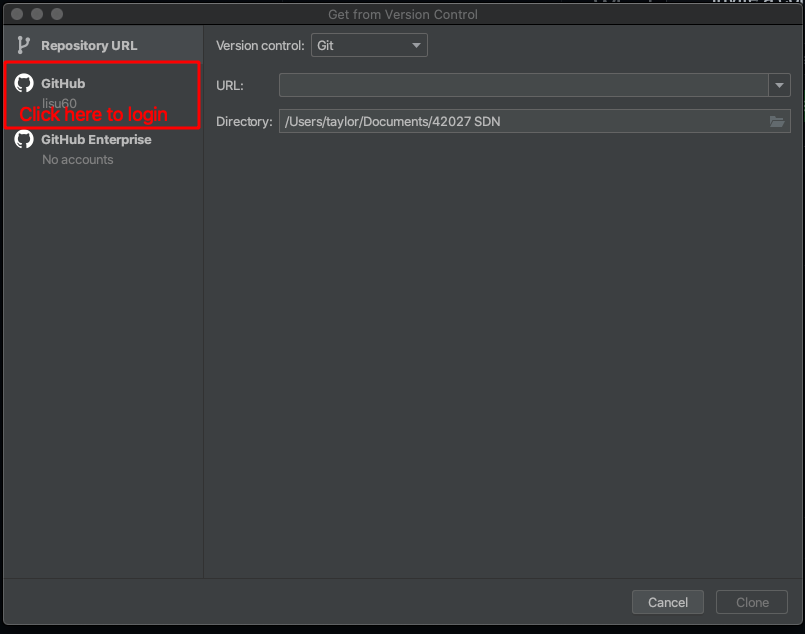 Get from Version Control
Repository URL
GitHub
lisu60
Click here to login
GitHub Enterprise
No accounts
Version control: Git
URL:
Directory: /Users/taylor/Documents/42027 SDN
Cancel Clone